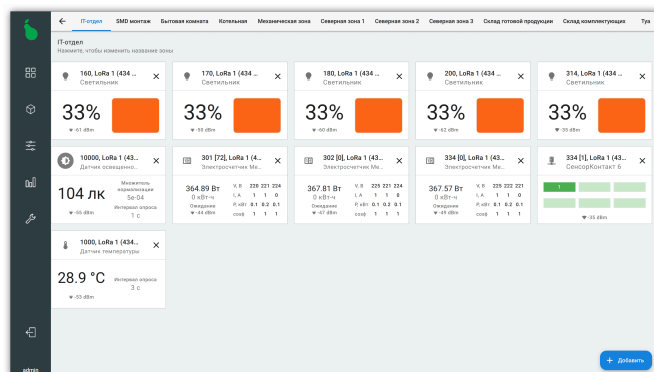 IT-отдел SMD монтаж Бытовая комната Котельная Механическая зона Северная зона 1 Северная зона 2 Северная зона 3 Склад готовой продукции Склад комплектующих Туа
IT-отдел
Нажмите, чтобы изменить название зоны
160, LoRa 1 (434 ...
Светильник
33%
-61 dBm
170, LoRa 1 (434 ...
Светильник
33%
-50 dBm
180, LoRa 1 (434 ...
Светильник
33%
-60 dBm
200, LoRa 1 (434 ...
Светильник
33%
-62 dBm
314, LoRa 1 (434 ...
Светильник
33%
-35 dBm
10000, LoRa 1 (43...
Датчик освещенно...
104 лк
Множитель
нормализации
5e-04
Интервал опроса
1 с
-55 dBm
301 [72], LoRa 1 (4...
Электросчетчик Ме...
364.89 Вт
0 кВт-ч
Ожидание
-44 dBm
V, В 220 221 224
I, А 1 1 0
P, кВт 0.1 0.2 0.1
cosф 1 1 1
302 [0], LoRa 1 (43...
Электросчетчик Ме...
367.81 Вт
0 кВт-ч
Ожидание
-47 dBm
V, В 225 221 224
I, А 1 1 0
P, кВт 0.1 0.2 0.1
cosф 1 1 1
334 [0], LoRa 1 (43...
Электросчетчик Ме...
367.57 Вт
0 кВт-ч
Ожидание
-49 dBm
V, В 225 222 221
I, А 1 1 0
P, кВт 0.1 0.2 0.1
cosф 1 1 1
334 [1], LoRa 1 (43...
СенсорКонтакт 6
1
-35 dBm
1000, LoRa 1 (434...
Датчик температуры
28.9 °C
Интервал опроса
3 с
-53 dBm
+ Добавить
admin